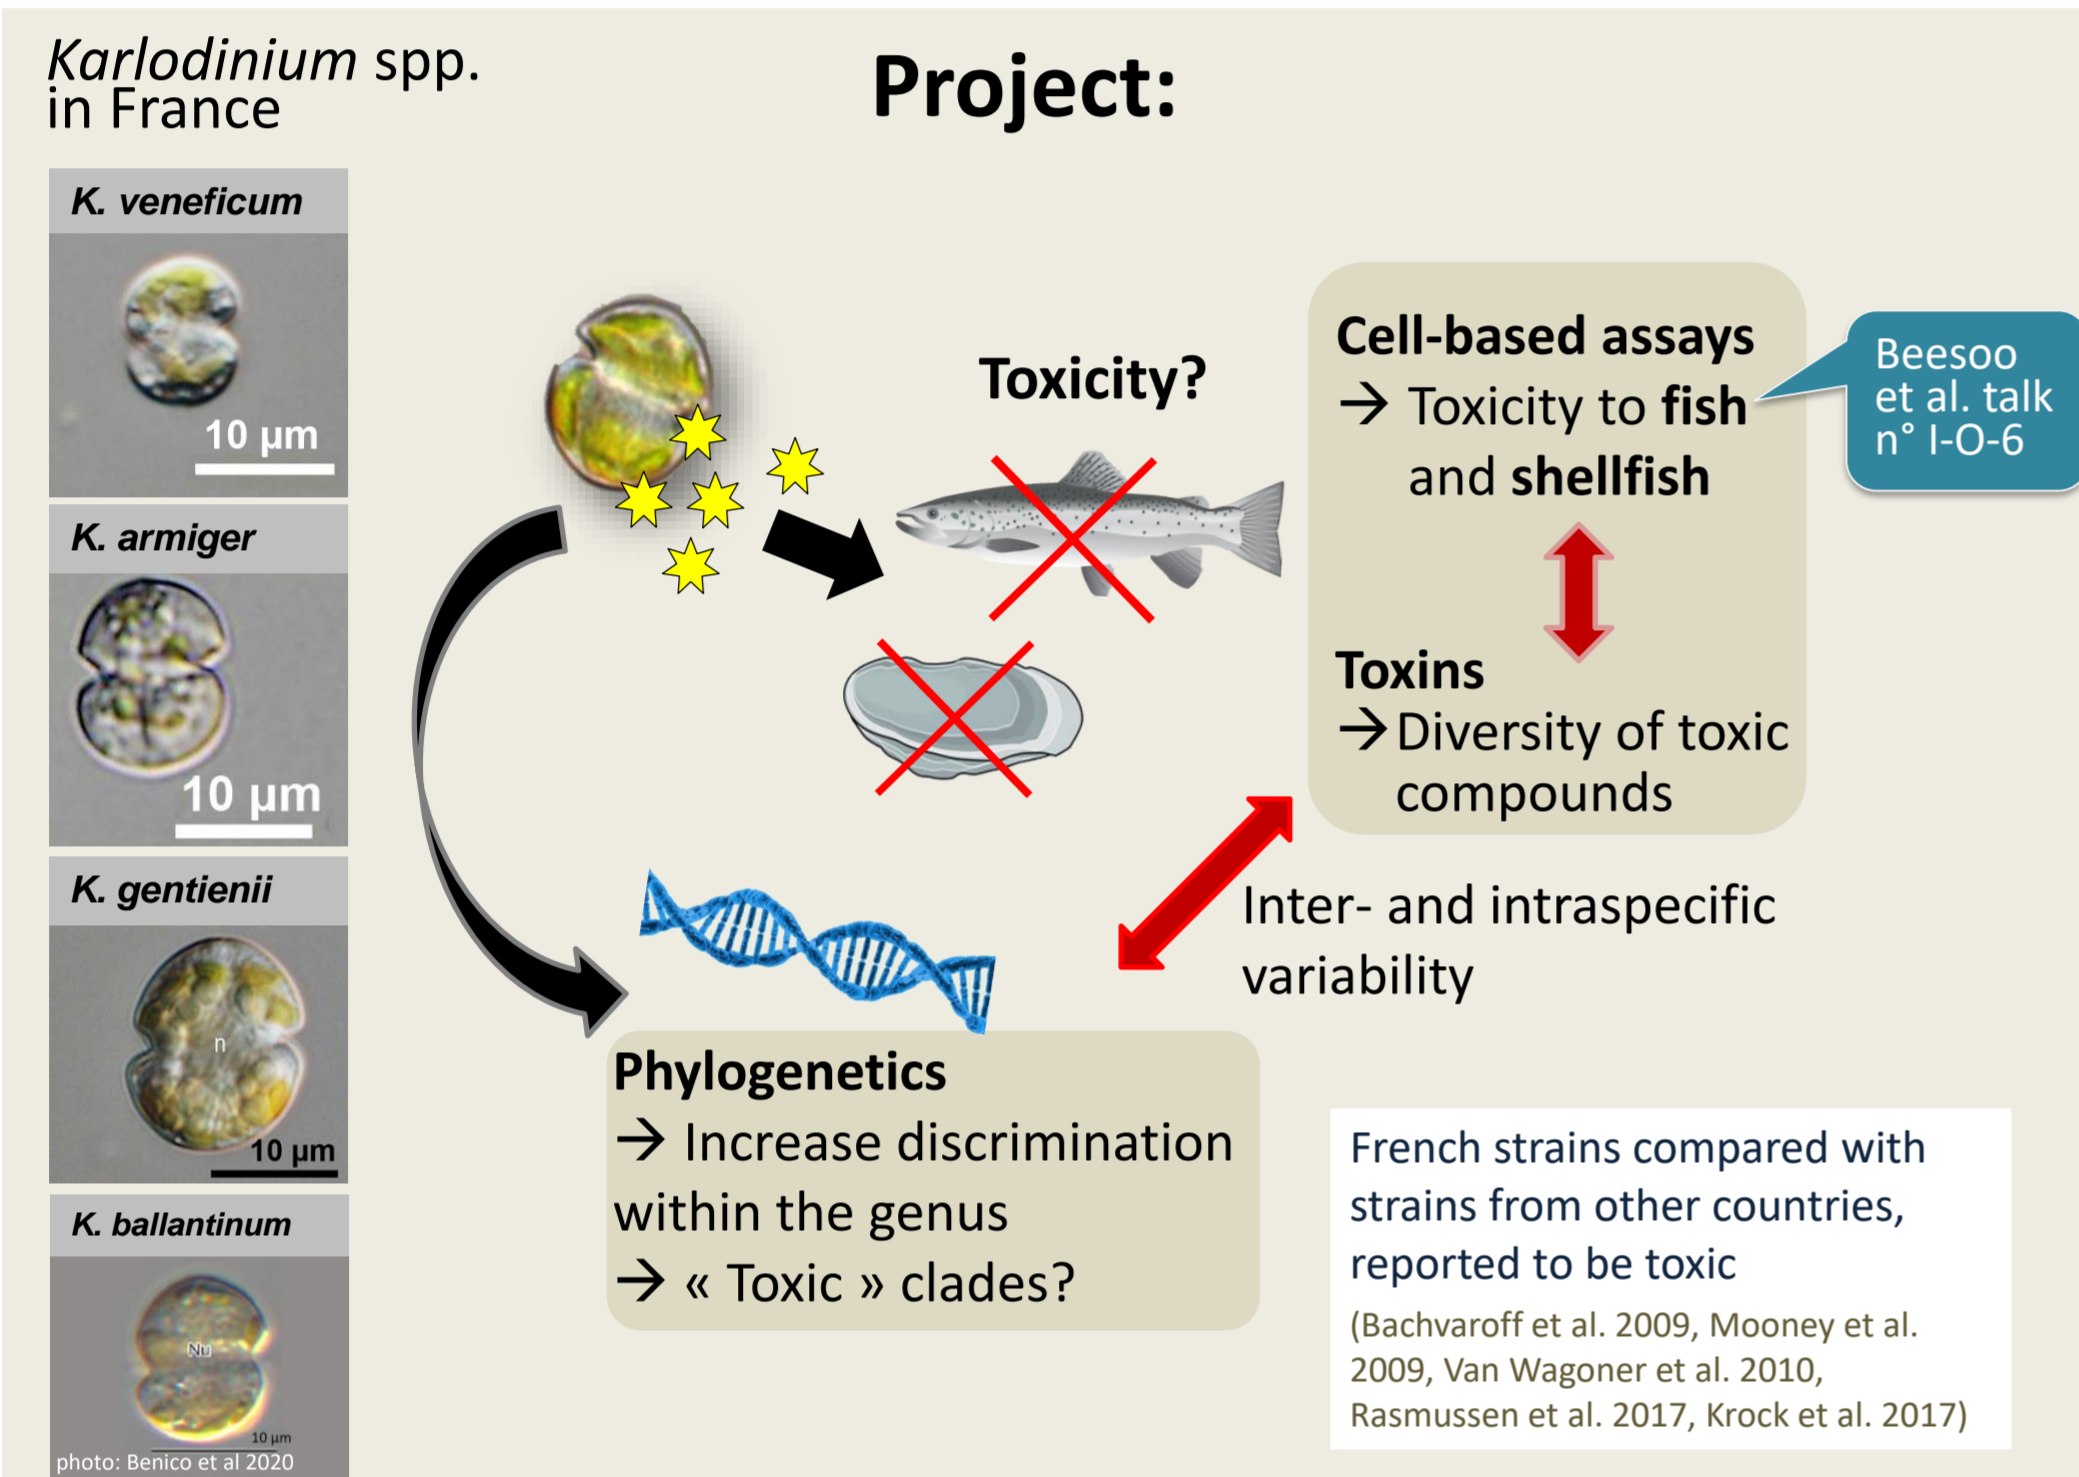 Karlodinium spp.
in France
Project:
K. veneficum
10 µm
K. armiger
10 µm
K. gentienii
n
10 µm
K. ballantinum
Nu
10 µm
photo: Benico et al 2020
Toxicity?
Cell-based assays
→ Toxicity to fish
and shellfish
Beesoo
et al. talk
n° I-O-6
Toxins
→ Diversity of toxic
compounds
Inter- and intraspecific
variability
Phylogenetics
→ Increase discrimination
within the genus
→ « Toxic » clades?
French strains compared with
strains from other countries,
reported to be toxic
(Bachvaroff et al. 2009, Mooney et al.
2009, Van Wagoner et al. 2010,
Rasmussen et al. 2017, Krock et al. 2017)